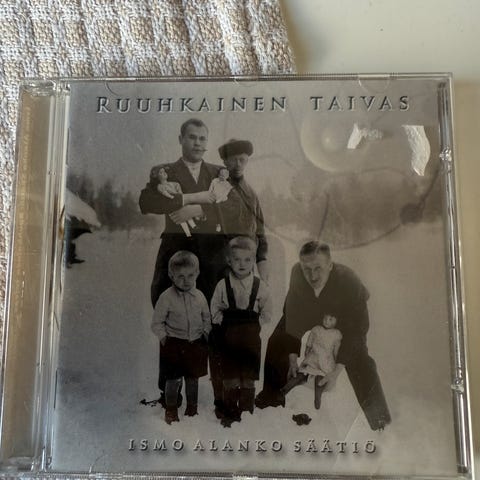 RUUHKAINEN TAIVAS
ISMO ALANKO SÄÄTIÖ